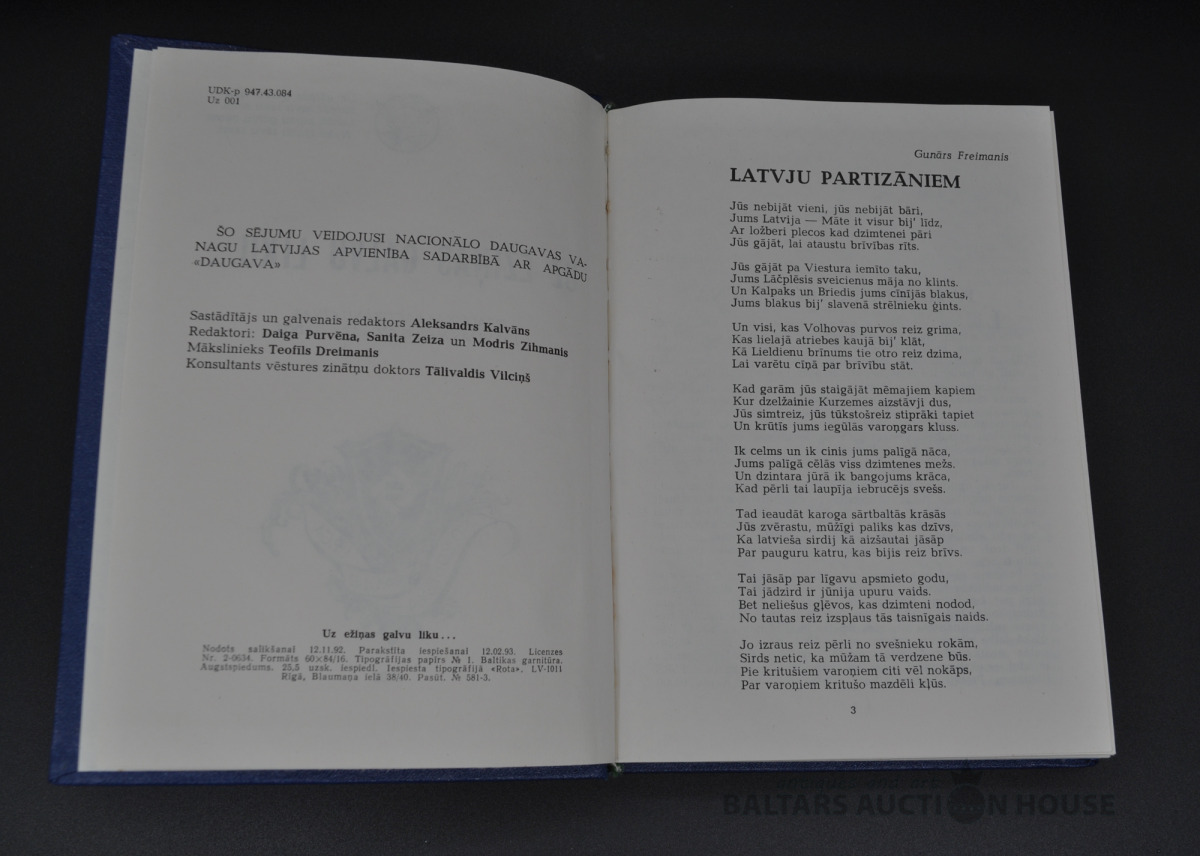 UDK-p 947.43.084
Uz 001
ŠO SĒJUMU VEIDOJUSI NACIONĀLO DAUGAVAS VA-
NAGU LATVIJAS APVIENĪBA SADARBĪBĀ AR APGĀDU
«DAUGAVA»
Sastādītājs un galvenais redaktors Aleksandrs Kalvāns
Redaktori: Daiga Purvēna, Sanita Zeiza un Modris Zihmanis
Mākslinieks Teofils Dreimanis
Konsultants vēstures zinātņu doktors Tālivaldis Vilciņš
Uz ežiņas galvu liku...
Nodots salikšanai 12.11.92. Parakstīta iespiešanai 12.02.93. Licenzes
Nr. 2-0634. Formāts 60×84/16. Tipogrāfijas papīrs № 1. Baltikas garnitūra.
Augstspiedums. 25,5 uzsk. iespiedl. Iespiesta tipogrāfijā «Rota». LV-1011
Rīgā, Blaumaņa ielā 38/40. Pasūt. № 581-3.
Gunārs Freimanis
LATVJU PARTIZĀNIEM
Jūs nebijāt vieni, jūs nebijāt bāri,
Jums Latvija — Māte it visur bij' līdz,
Ar ložberi plecos kad dzimtenei pāri
Jūs gājāt, lai ataustu brīvības rīts.
Jūs gājāt pa Viestura iemīto taku,
Jums Lāčplēsis sveicienus māja no klints.
Un Kalpaks un Briedis jums cīnījās blakus,
Jums blakus bij' slavenā strēlnieku ģints.
Un visi, kas Volhovas purvos reiz grima,
Kas lielajā atriebes kaujā bij' klāt,
Kā Lieldienu brīnums tie otro reiz dzima,
Lai varētu cīņā par brīvību stāt.
Kad garām jūs staigājāt mēmajiem kapiem
Kur dzelžainie Kurzemes aizstāvji dus,
Jūs simtreiz, jūs tūkstošreiz stiprāki tapiet
Un krūtīs jums iegūlās varoņgars kluss.
Ik celms un ik cinis jums palīgā nāca,
Jums palīgā cēlās viss dzimtenes mežs.
Un dzintara jūrā ik bangojums krāca,
Kad pērli tai laupīja iebrucējs svešs.
Tad ieaudāt karoga sārtbaltās krāsās
Jūs zvērastu, mūžīgi paliks kas dzīvs,
Ka latvieša sirdij kā aizšautai jāsāp
Par pauguru katru, kas bijis reiz brīvs.
Tai jāsāp par līgavu apsmieto godu,
Tai jādzird ir jūnija upuru vaids.
Bet neliešus gļēvos, kas dzimteni nodod,
No tautas reiz izspļaus tās taisnīgais naids.
Jo izraus reiz pērli no svešnieku rokām,
Sirds netic, ka mūžam tā verdzene būs.
Pie kritušiem varoņiem citi vēl nokāps,
Par varoņiem kritušo mazdēli kļūs.
3
BALTARS AUCTION HOUSE